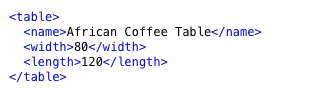 <table>
  <name>African Coffee Table</name>
  <width>80</width>
  <length>120</length>
</table>